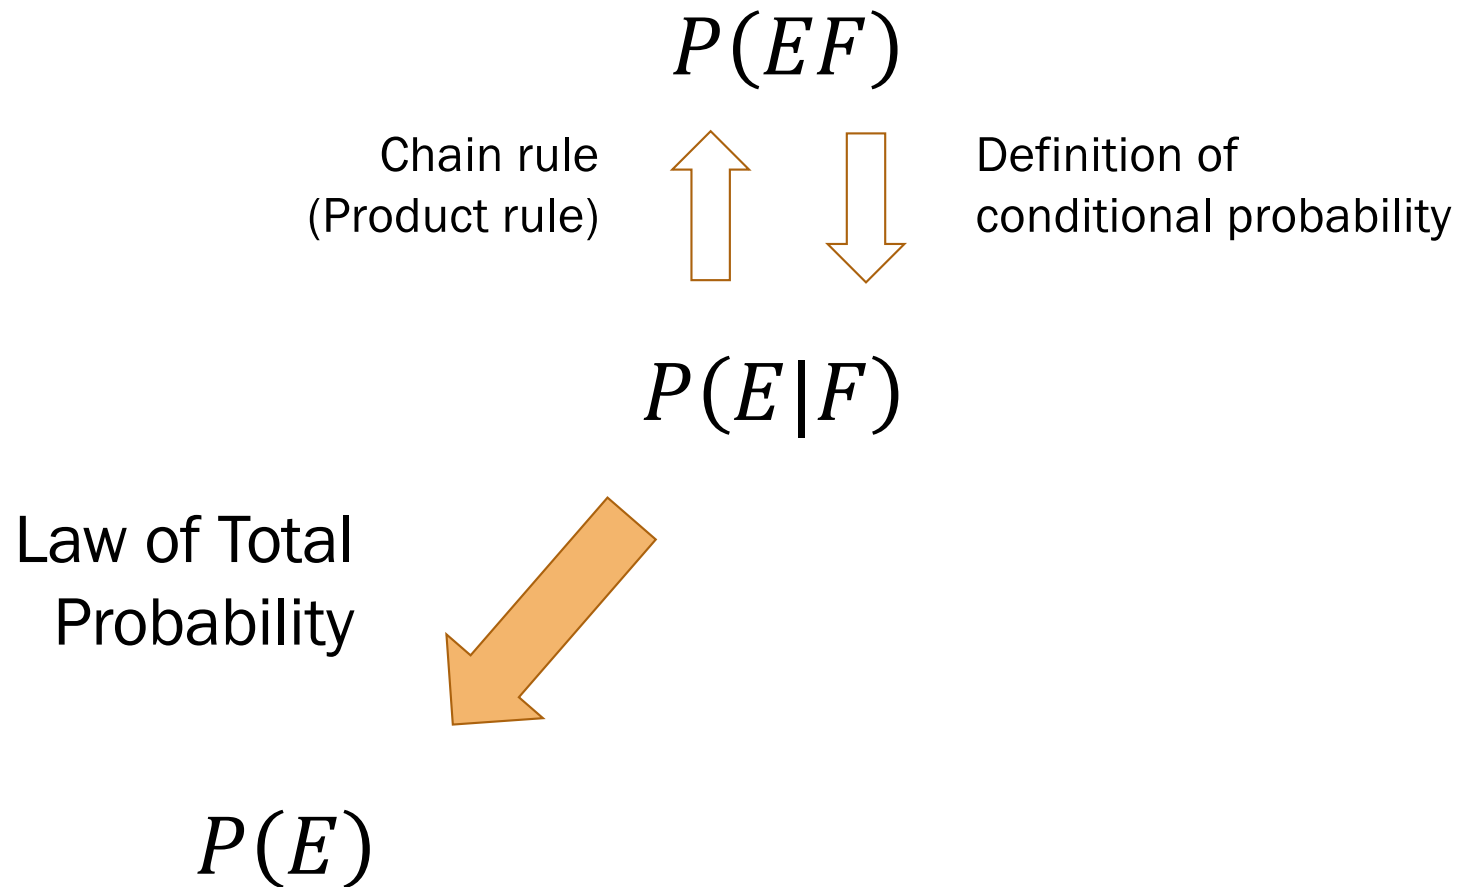 P(EF)
Chain rule
(Product rule)
Definition of
conditional probability
P(E|F)
Law of Total
Probability
P(E)